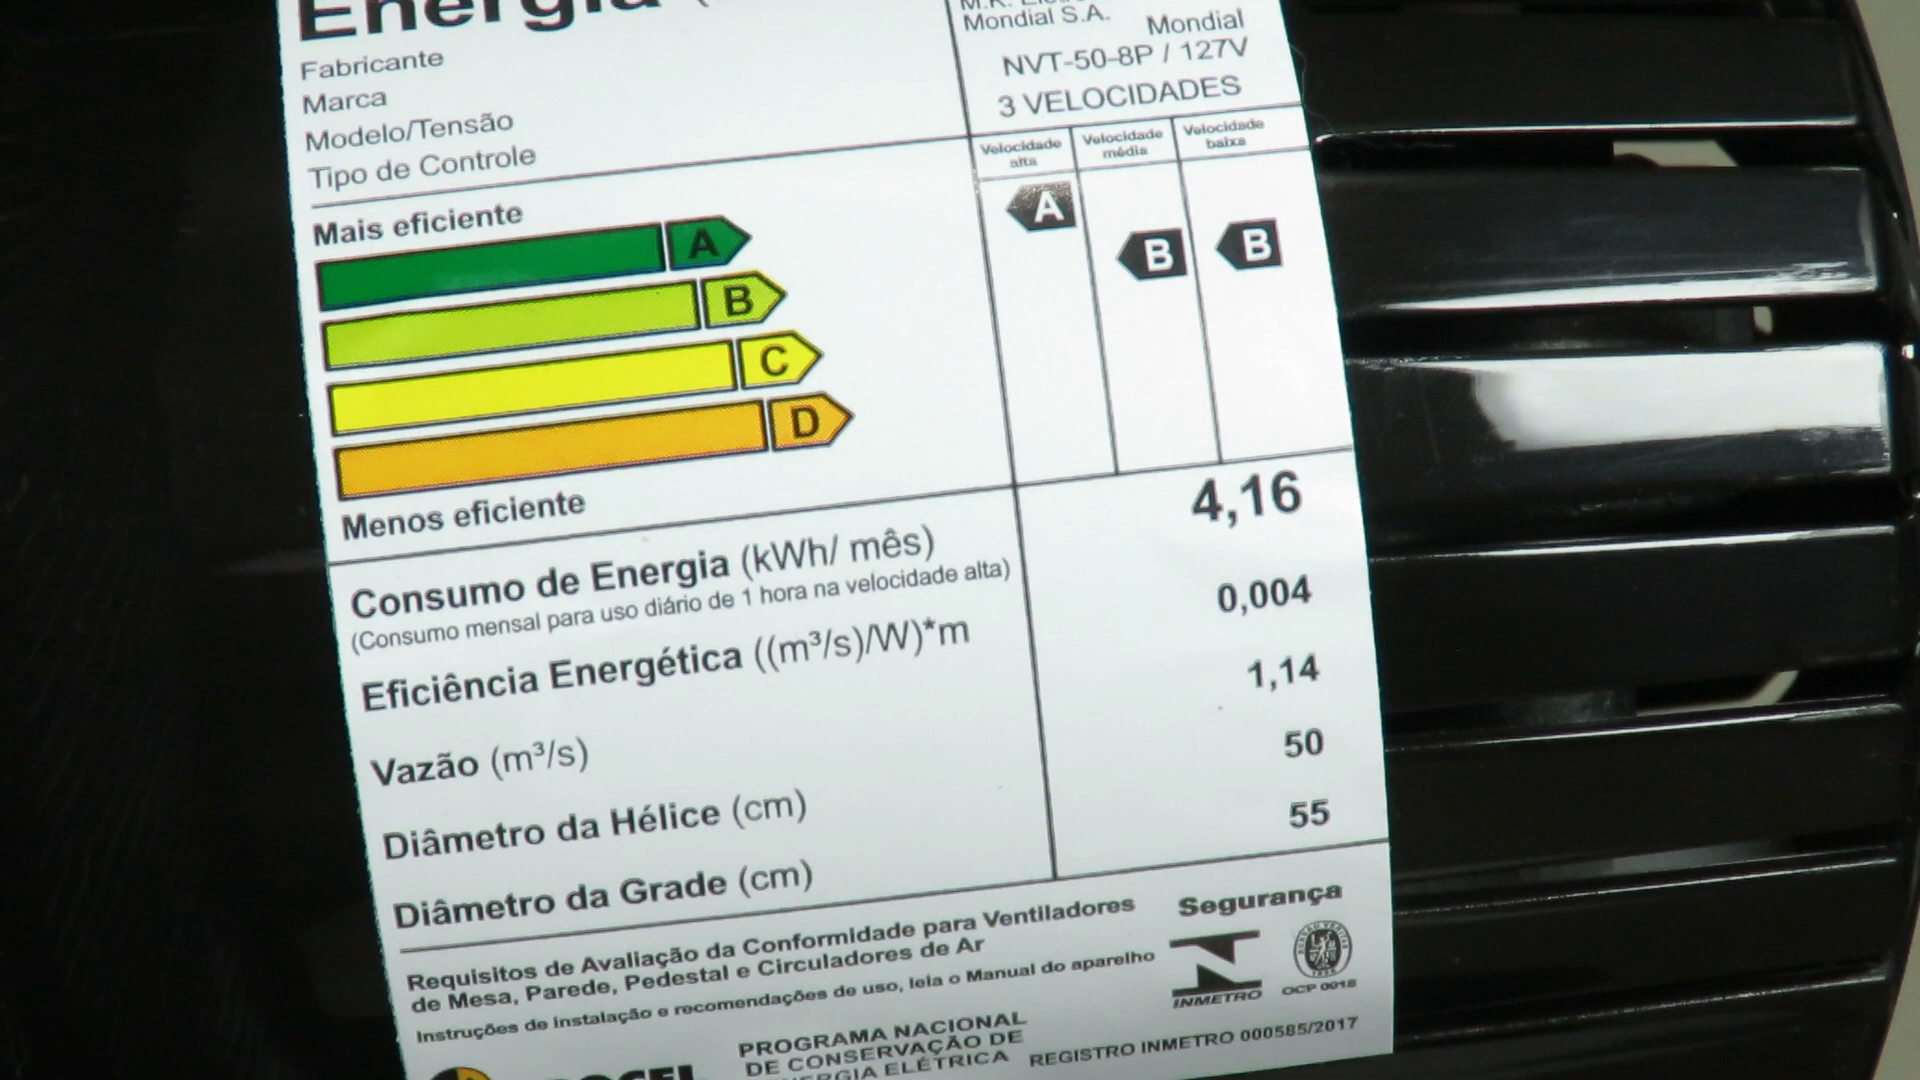 Energia
Fabricante
Mondial S.A.
Marca
Mondial
Modelo/Tensão
NVT-50-8P / 127V
Tipo de Controle
3 VELOCIDADES
Velocidade alta
Velocidade média
Velocidade baixa
Mais eficiente
A
B
C
D
A
B
B
Menos eficiente
Consumo de Energia (kWh/ mês)
4,16
(Consumo mensal para uso diário de 1 hora na velocidade alta)
Eficiência Energética ((m³/s)/W)*m
0,004
Vazão (m³/s)
1,14
Diâmetro da Hélice (cm)
50
Diâmetro da Grade (cm)
55
Requisitos de Avaliação da Conformidade para Ventiladores
de Mesa, Parede, Pedestal e Circuladores de Ar
Instruções de instalação e recomendações de uso, leia o Manual do aparelho
Segurança
INMETRO
OCP 0018
PROGRAMA NACIONAL
DE CONSERVAÇÃO DE
ENERGIA ELÉTRICA
REGISTRO INMETRO 000585/2017